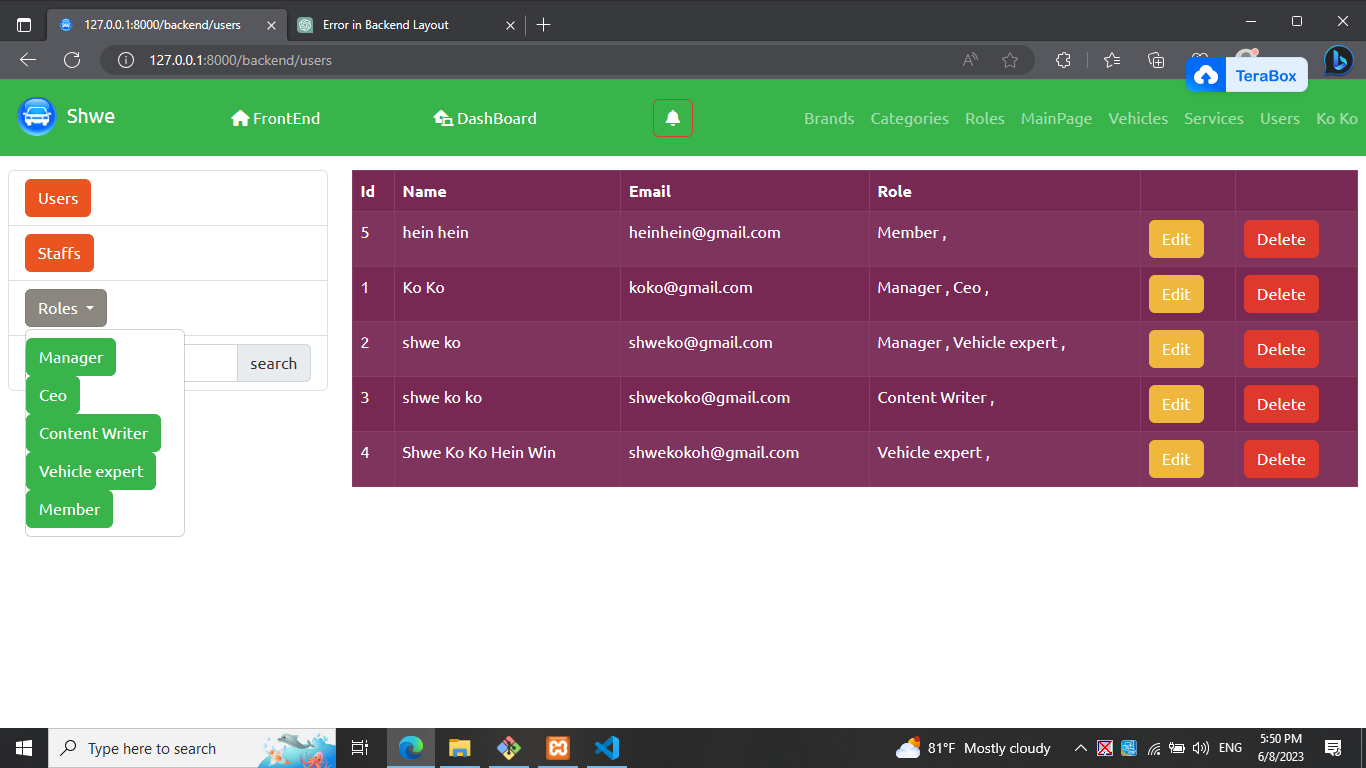 127.0.0.1:8000/backend/users
Error in Backend Layout
127.0.0.1:8000/backend/users
TeraBox
Shwe
FrontEnd
DashBoard
Brands Categories Roles MainPage Vehicles Services Users Ko Ko
Users
Staffs
Roles
search
Manager
Ceo
Content Writer
Vehicle expert
Member
Id Name Email Role
5 hein hein heinhein@gmail.com Member , Edit Delete
1 Ko Ko koko@gmail.com Manager , Ceo , Edit Delete
2 shwe ko shweko@gmail.com Manager , Vehicle expert , Edit Delete
3 shwe ko ko shwekoko@gmail.com Content Writer , Edit Delete
4 Shwe Ko Ko Hein Win shwekokoh@gmail.com Vehicle expert , Edit Delete
Type here to search
81°F Mostly cloudy
ENG
5:50 PM
6/8/2023